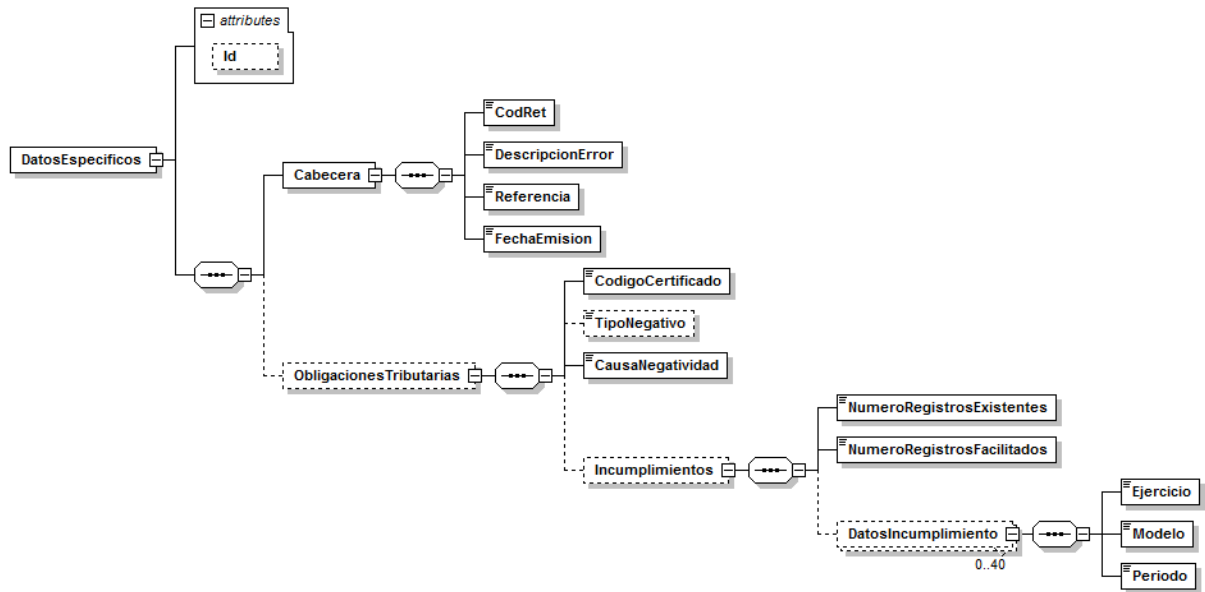 attributes
Id
DatosEspecificos
Cabecera
CodRet
DescripcionError
Referencia
FechaEmision
ObligacionesTributarias
CodigoCertificado
TipoNegativo
CausaNegatividad
Incumplimientos
NumeroRegistrosExistentes
NumeroRegistrosFacilitados
DatosIncumplimiento
0..40
Ejercicio
Modelo
Periodo